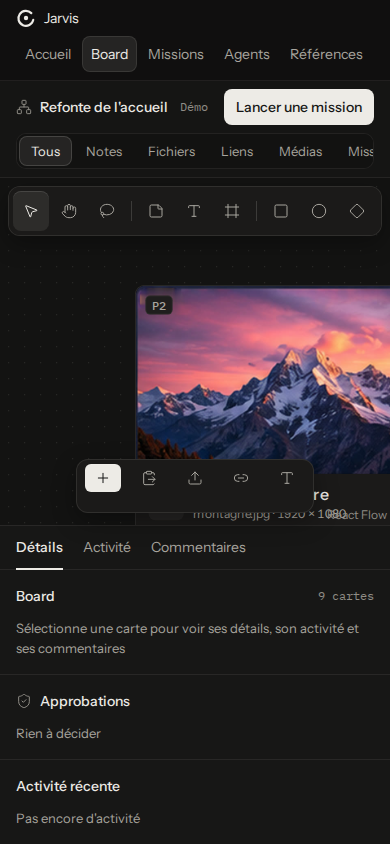 Jarvis
Accueil Board Missions Agents Références
Refonte de l'accueil Démo Lancer une mission
Tous Notes Fichiers Liens Médias Miss
P2
re
montagne.jpg · 1920 × 1080
React Flow
Détails Activité Commentaires
Board 9 cartes
Sélectionne une carte pour voir ses détails, son activité et
ses commentaires
Approbations
Rien à décider
Activité récente
Pas encore d'activité